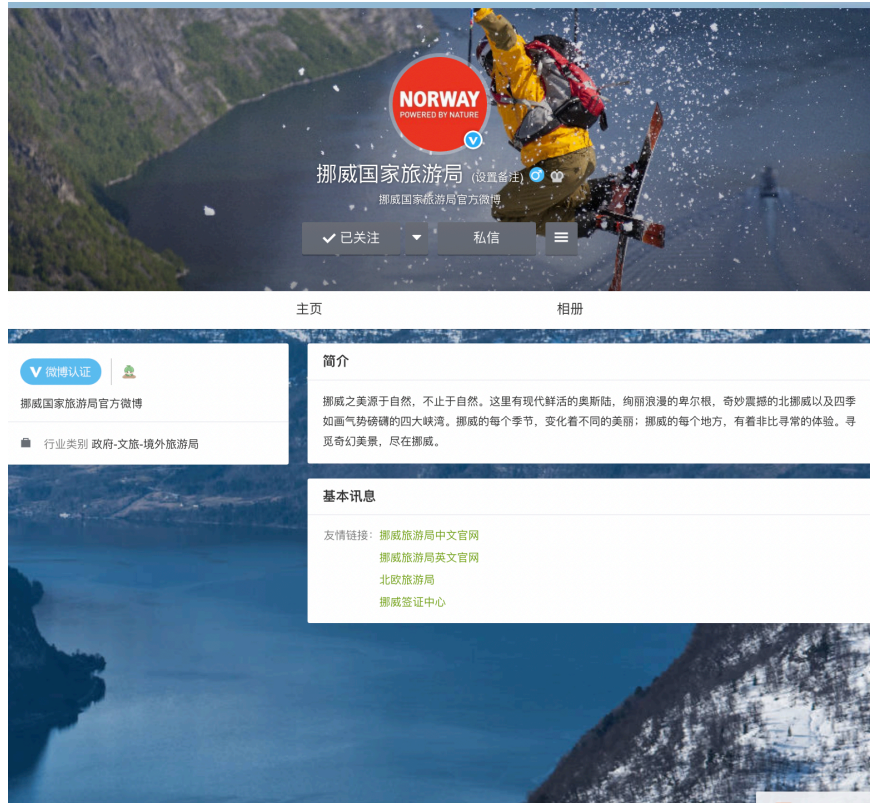 NORWAY
POWERED BY NATURE
挪威国家旅游局 (设置备注)
挪威国家旅游局官方微博
已关注
私信
主页
相册
V 微博认证
挪威国家旅游局官方微博
行业类别 政府-文旅-境外旅游局
简介
挪威之美源于自然，不止于自然。这里有现代鲜活的奥斯陆，绚丽浪漫的卑尔根，奇妙震撼的北挪威以及四季
如画气势磅礴的四大峡湾。挪威的每个季节，变化着不同的美丽；挪威的每个地方，有着非比寻常的体验。寻
觅奇幻美景，尽在挪威。
基本讯息
友情链接： 挪威旅游局中文官网
挪威旅游局英文官网
北欧旅游局
挪威签证中心